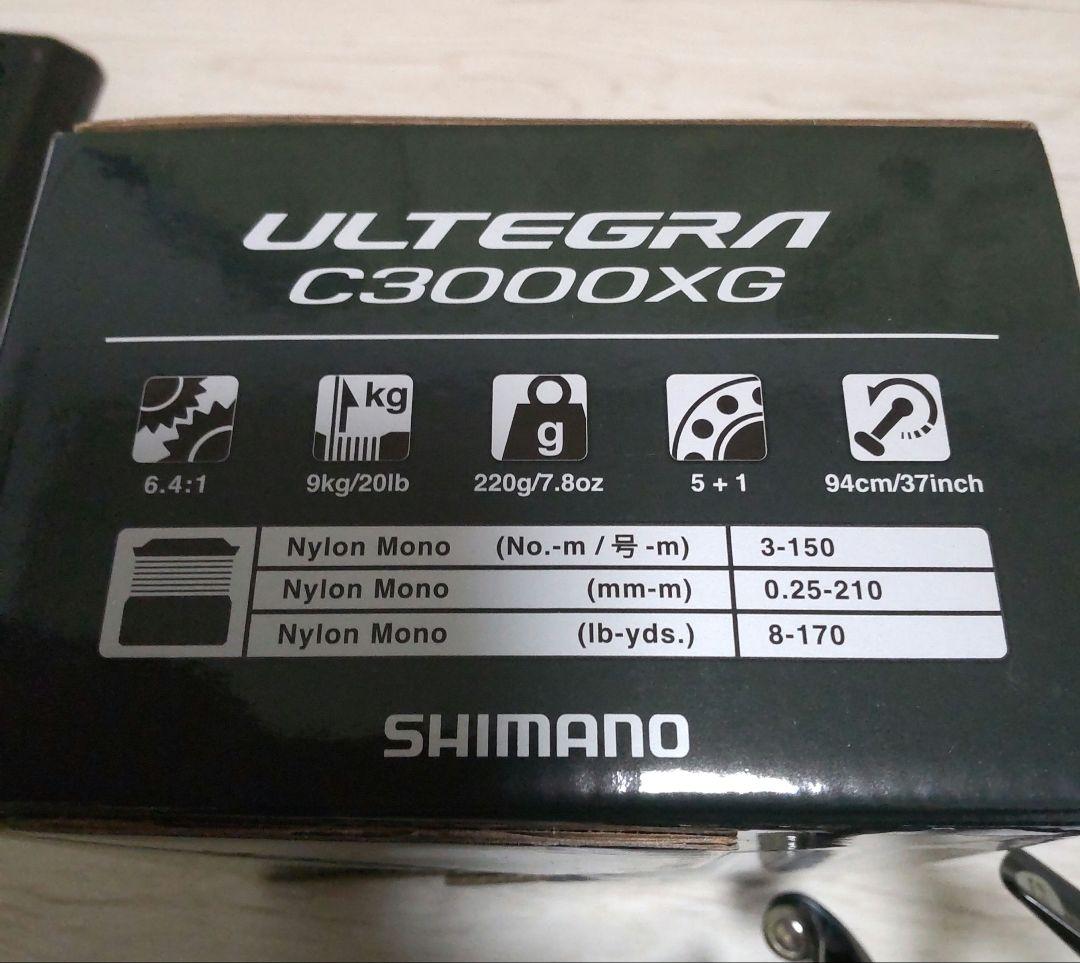 ULTEGRA
C3000XG
kg
g
6.4:1 9kg/20lb 220g/7.8oz 5+1 94cm/37inch
Nylon Mono (No.-m / 号 -m) 3-150
Nylon Mono (mm-m) 0.25-210
Nylon Mono (lb-yds.) 8-170
SHIMANO